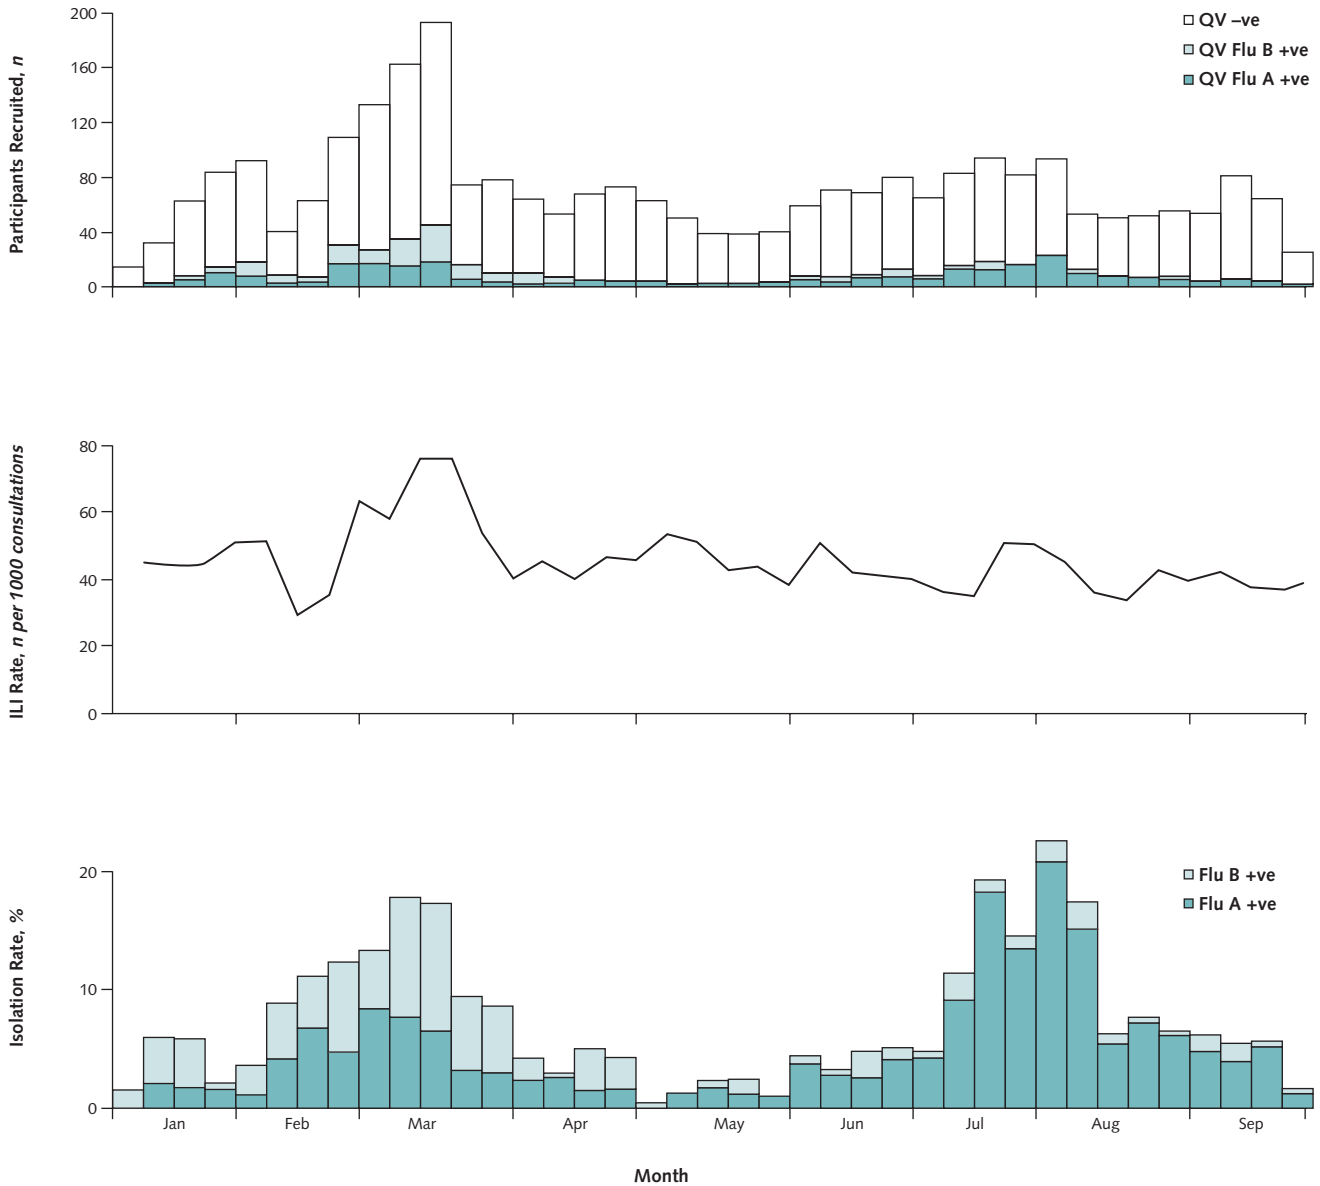 Participants Recruited, n
200
160
120
80
40
0
QV –ve
QV Flu B +ve
QV Flu A +ve
ILI Rate, n per 1000 consultations
80
60
40
20
0
Isolation Rate, %
20
10
0
Flu B +ve
Flu A +ve
Jan Feb Mar Apr May Jun Jul Aug Sep
Month